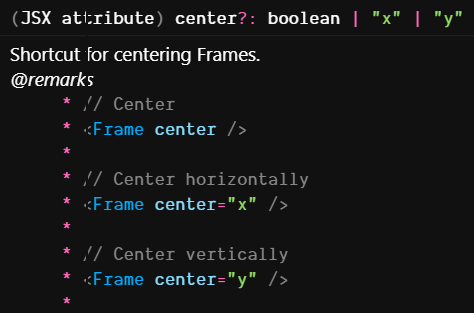 (JSX attribute) center?: boolean | "x" | "y"
Shortcut for centering Frames.
@remarks
* // Center
* <Frame center />
*
* // Center horizontally
* <Frame center="x" />
*
* // Center vertically
* <Frame center="y" />
*